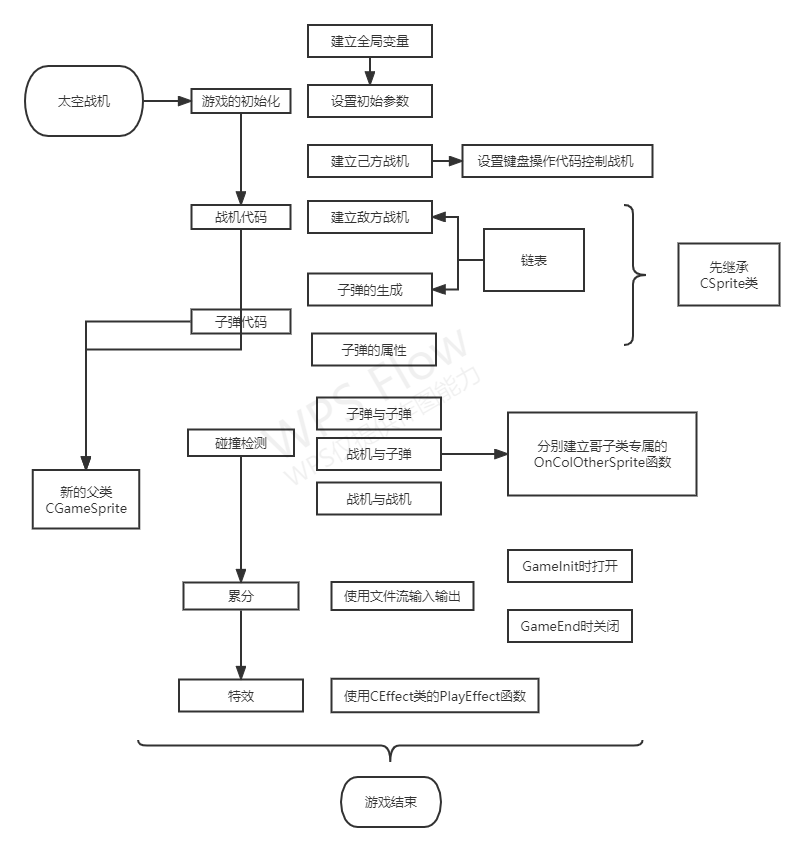 建立全局变量
太空战机
游戏的初始化
设置初始参数
建立己方战机
设置键盘操作代码控制战机
战机代码
建立敌方战机
链表
先继承
CSprite类
子弹的生成
子弹代码
子弹的属性
WPS Flow
子弹与子弹
碰撞检测
战机与子弹
分别建立哥子类专属的
OnColOtherSprite函数
新的父类
CGameSprite
战机与战机
GameInit时打开
累分
使用文件流输入输出
GameEnd时关闭
特效
使用CEffect类的PlayEffect函数
游戏结束